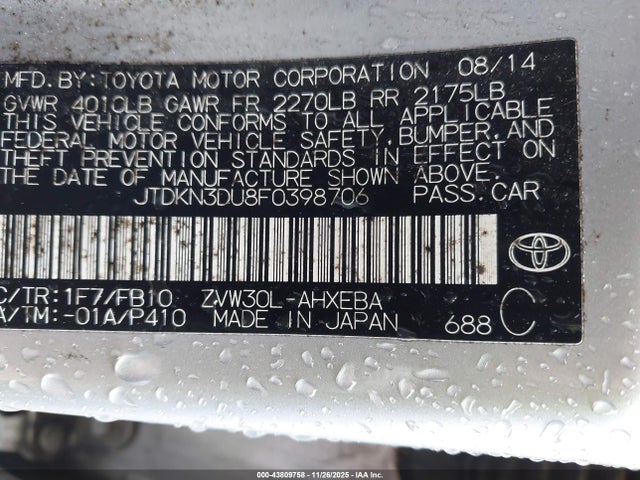 MFD. BY: TOYOTA MOTOR CORPORATION 08/14
GVWR 4010LB GAWR FR 2270LB RR 2175LB
THIS VEHICLE CONFORMS TO ALL APPLICABLE
FEDERAL MOTOR VEHICLE SAFETY, BUMPER, AND
THEFT PREVENTION STANDARDS IN EFFECT ON
THE DATE OF MANUFACTURE SHOWN ABOVE.
JTDKN3DU8F0398706 PASS. CAR
C/TR: 1F7/FB10 ZVW30L-AHXEBA
A/TM: -01A/P410 MADE IN JAPAN 688 C
000-43809758 - 11/26/2025 - IAA, Inc.